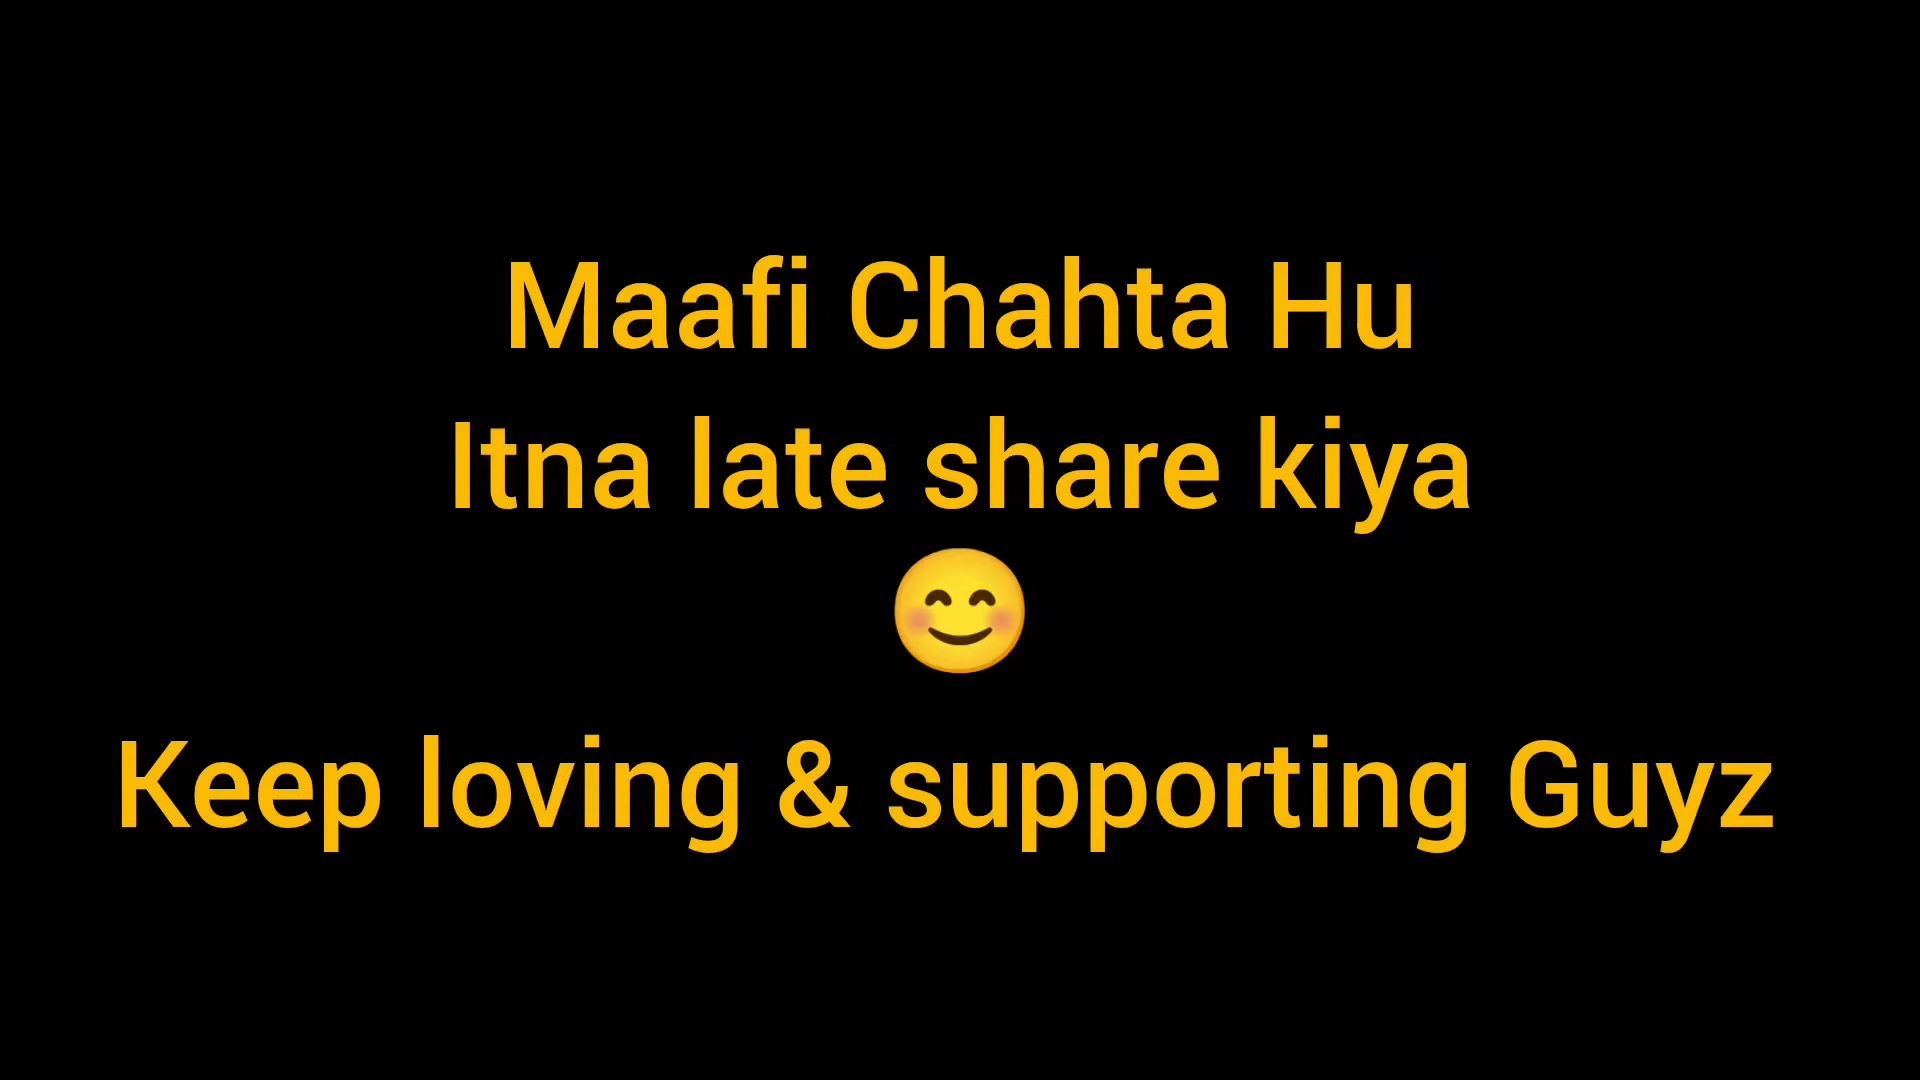 Maafi Chahta Hu
Itna late share kiya
😊
Keep loving & supporting Guyz